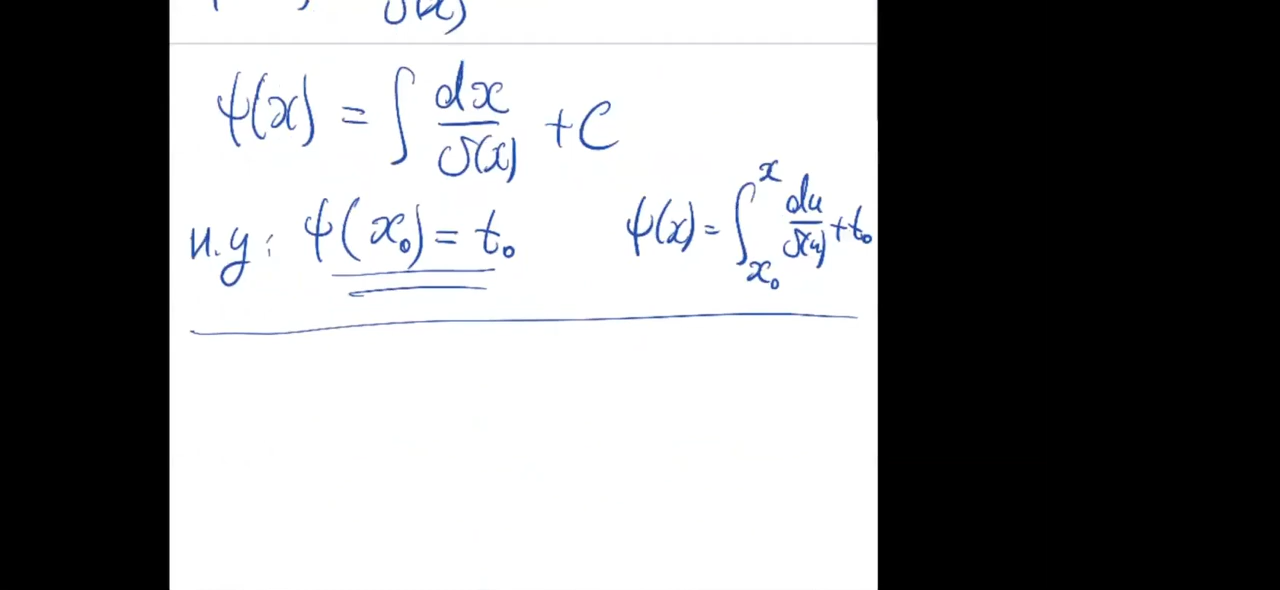 ψ(x) = ∫ dx/v(x) + C
н.у: ψ(x₀) = t₀ ψ(x) = ∫_{x₀}^{x} du/v(u) + t₀